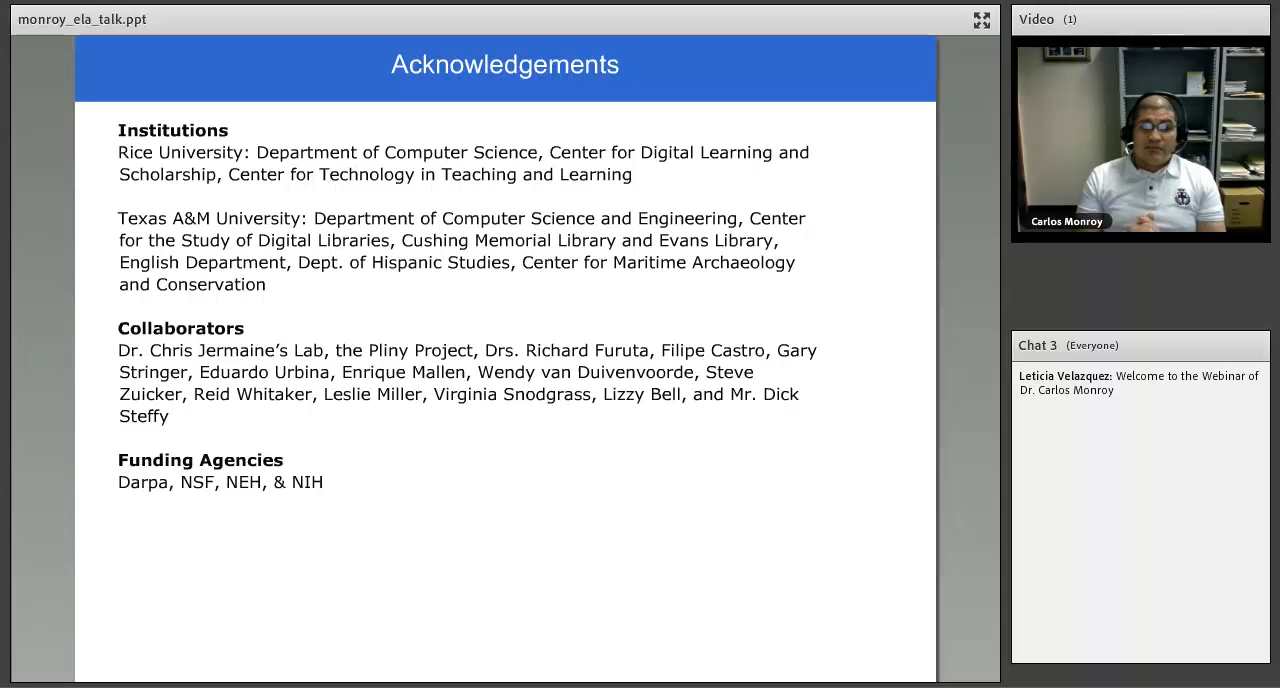 monroy_ela_talk.ppt
Acknowledgements
Institutions
Rice University: Department of Computer Science, Center for Digital Learning and
Scholarship, Center for Technology in Teaching and Learning
Texas A&M University: Department of Computer Science and Engineering, Center
for the Study of Digital Libraries, Cushing Memorial Library and Evans Library,
English Department, Dept. of Hispanic Studies, Center for Maritime Archaeology
and Conservation
Collaborators
Dr. Chris Jermaine’s Lab, the Pliny Project, Drs. Richard Furuta, Filipe Castro, Gary
Stringer, Eduardo Urbina, Enrique Mallen, Wendy van Duivenvoorde, Steve
Zuicker, Reid Whitaker, Leslie Miller, Virginia Snodgrass, Lizzy Bell, and Mr. Dick
Steffy
Funding Agencies
Darpa, NSF, NEH, & NIH
Video (1)
Carlos Monroy
Chat 3 (Everyone)
Leticia Velazquez: Welcome to the Webinar of
Dr. Carlos Monroy